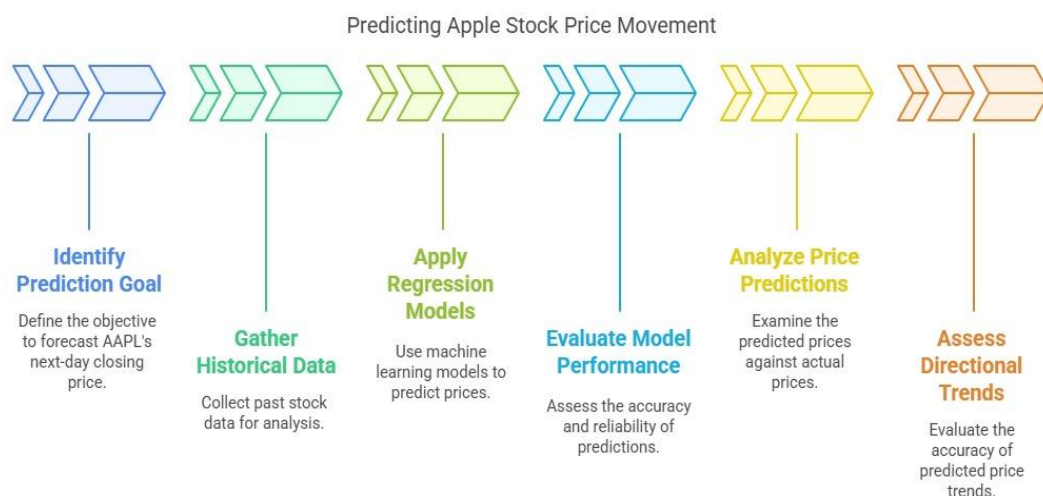 Predicting Apple Stock Price Movement
Identify
Prediction Goal
Define the objective
to forecast AAPL's
next-day closing
price.
Gather
Historical Data
Collect past stock
data for analysis.
Apply
Regression
Models
Use machine
learning models to
predict prices.
Evaluate Model
Performance
Assess the accuracy
and reliability of
predictions.
Analyze Price
Predictions
Examine the
predicted prices
against actual
prices.
Assess
Directional
Trends
Evaluate the
accuracy of
predicted price
trends.